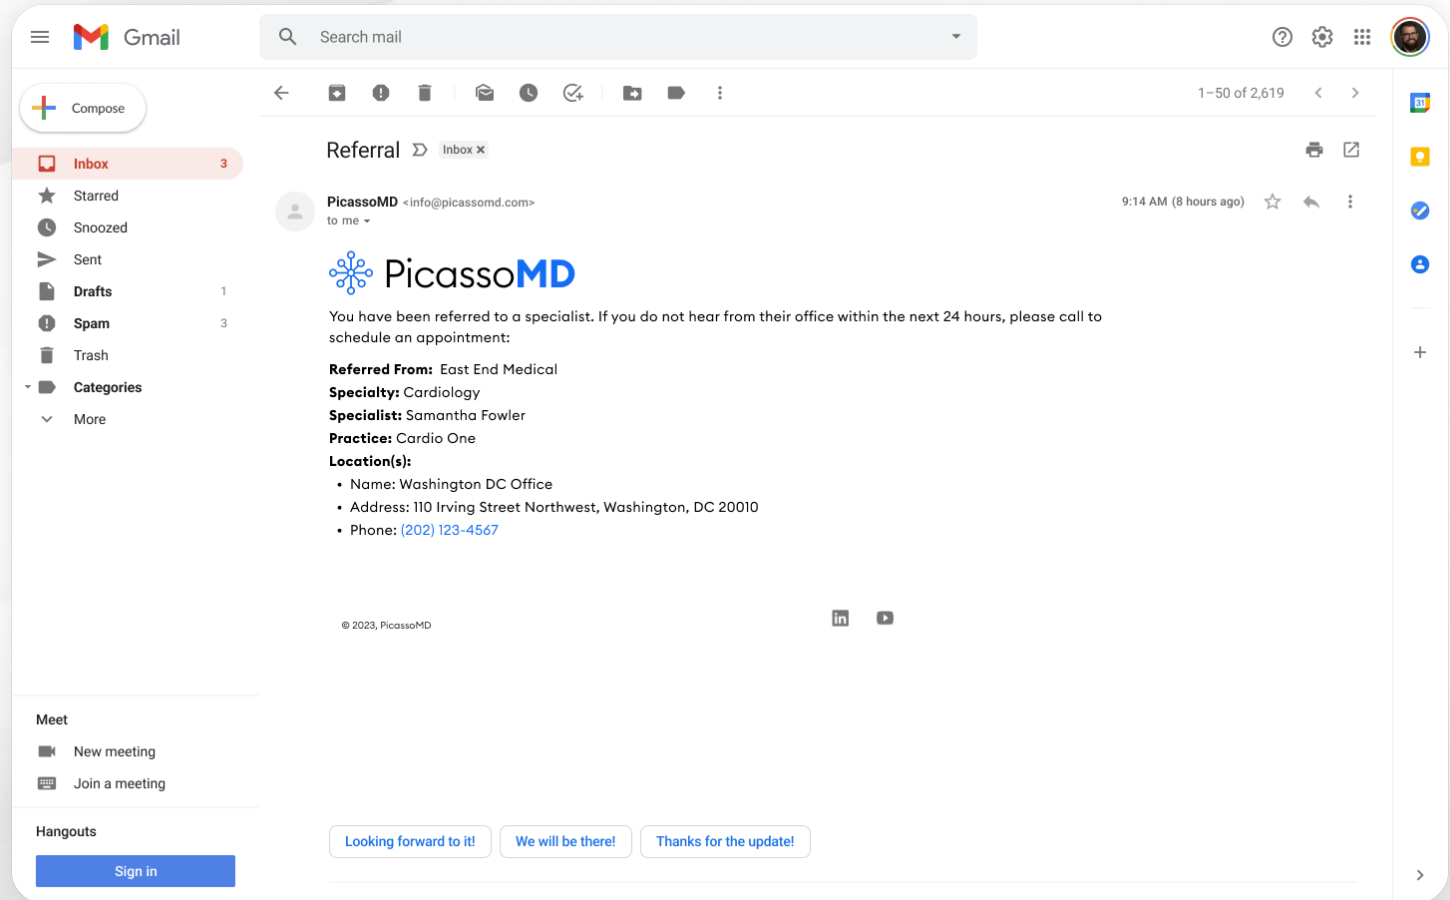 Gmail
Search mail
Compose
1–50 of 2,619
Inbox 3
Starred
Snoozed
Sent
Drafts 1
Spam 3
Trash
Categories
More
Meet
New meeting
Join a meeting
Hangouts
Sign in
Referral Inbox x
PicassoMD <info@picassomd.com>
9:14 AM (8 hours ago)
to me
PicassoMD
You have been referred to a specialist. If you do not hear from their office within the next 24 hours, please call to
schedule an appointment:
Referred From: East End Medical
Specialty: Cardiology
Specialist: Samantha Fowler
Practice: Cardio One
Location(s):
• Name: Washington DC Office
• Address: 110 Irving Street Northwest, Washington, DC 20010
• Phone: (202) 123-4567
© 2023, PicassoMD
in
Looking forward to it! We will be there! Thanks for the update!
31